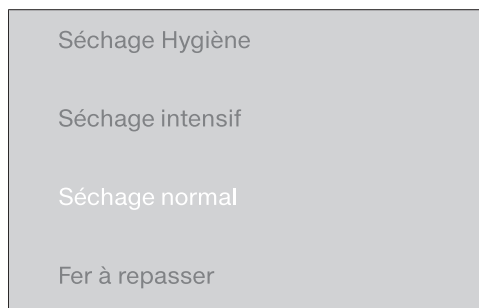 Séchage Hygiène
Séchage intensif
Séchage normal
Fer à repasser